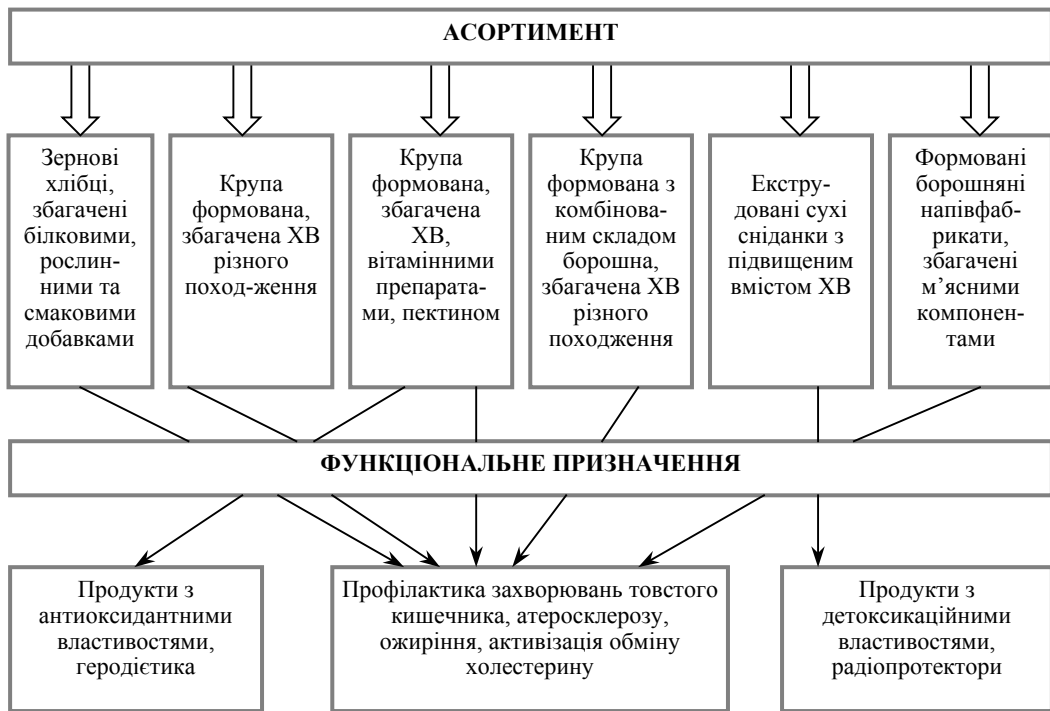 АСОРТИМЕНТ
Зернові
хлібці,
збагачені
білковими,
рослин-
ними та
смаковими
добавками
Крупа
формована,
збагачена ХВ
різного
поход-ження
Крупа
формована,
збагачена
ХВ,
вітамінними
препарата-
ми, пектином
Крупа
формована з
комбінова-
ним складом
борошна,
збагачена ХВ
різного
походження
Екстру-
довані сухі
сніданки з
підвищеним
вмістом ХВ
Формовані
борошняні
напівфаб-
рикати,
збагачені
м’ясними
компонен-
тами
ФУНКЦІОНАЛЬНЕ ПРИЗНАЧЕННЯ
Продукти з
антиоксидантними
властивостями,
геродієтика
Профілактика захворювань товстого
кишечника, атеросклерозу,
ожиріння, активізація обміну
холестерину
Продукти з
детоксикаційними
властивостями,
радіопротектори